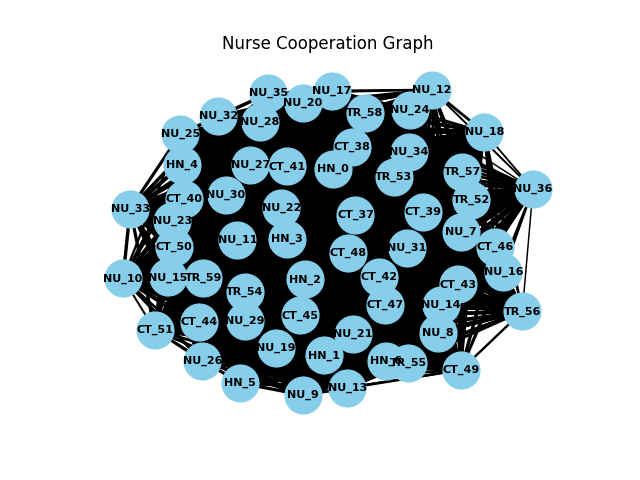 Nurse Cooperation Graph
NU_35
NU_17
NU_12
NU_20
NU_24
TR_58
NU_32
NU_28
NU_18
NU_25
CT_38
NU_34
HN_4
NU_27
CT_41
HN_0
TR_53
TR_57
NU_36
CT_40
NU_30
TR_52
NU_33
NU_22
CT_37
CT_39
NU_23
NU_7
NU_11
HN_3
CT_50
CT_48
NU_31
CT_46
NU_10
NU_15
TR_59
HN_2
CT_42
NU_16
TR_54
CT_43
CT_47
NU_14
TR_56
CT_51
CT_44
NU_29
CT_45
NU_21
NU_8
NU_19
HN_1
NU_26
HN_6
TR_55
CT_49
HN_5
NU_9
NU_13